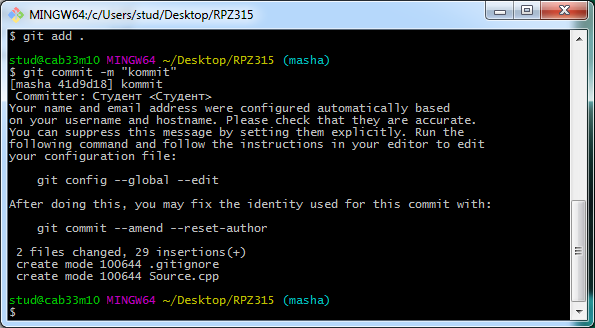 MINGW64:/c/Users/stud/Desktop/RPZ315
$ git add .
stud@cab33m10 MINGW64 ~/Desktop/RPZ315 (masha)
$ git commit -m "kommit"
[masha 41d9d18] kommit
 Committer: Студент <Студент>
Your name and email address were configured automatically based
on your username and hostname. Please check that they are accurate.
You can suppress this message by setting them explicitly. Run the
following command and follow the instructions in your editor to edit
your configuration file:
    git config --global --edit
After doing this, you may fix the identity used for this commit with:
    git commit --amend --reset-author
 2 files changed, 29 insertions(+)
 create mode 100644 .gitignore
 create mode 100644 Source.cpp
stud@cab33m10 MINGW64 ~/Desktop/RPZ315 (masha)
$